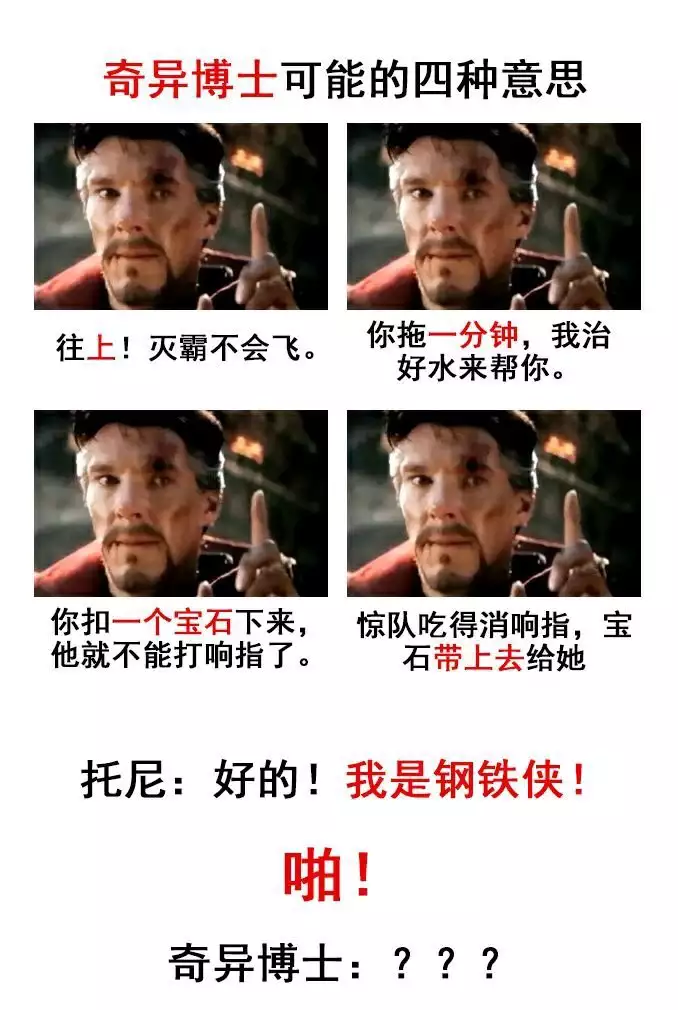 奇异博士可能的四种意思
往上！灭霸不会飞。
你拖一分钟，我治
好水来帮你。
你扣一个宝石下来，
他就不能打响指了。
惊队吃得消响指，宝
石带上去给她
托尼：好的！我是钢铁侠！
啪！
奇异博士：？？？